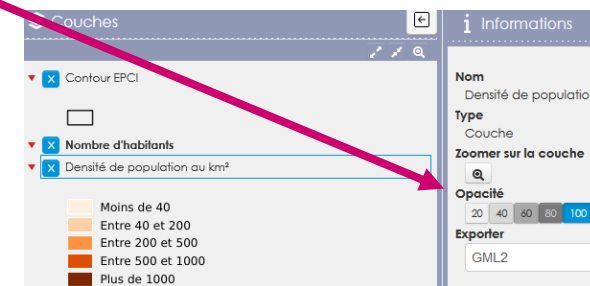 Couches
Contour EPCI
Nombre d'habitants
Densité de population au km²
Moins de 40
Entre 40 et 200
Entre 200 et 500
Entre 500 et 1000
Plus de 1000
i Informations
Nom
Densité de populatio
Type
Couche
Zoomer sur la couche
Opacité
20 40 60 80 100
Exporter
GML2